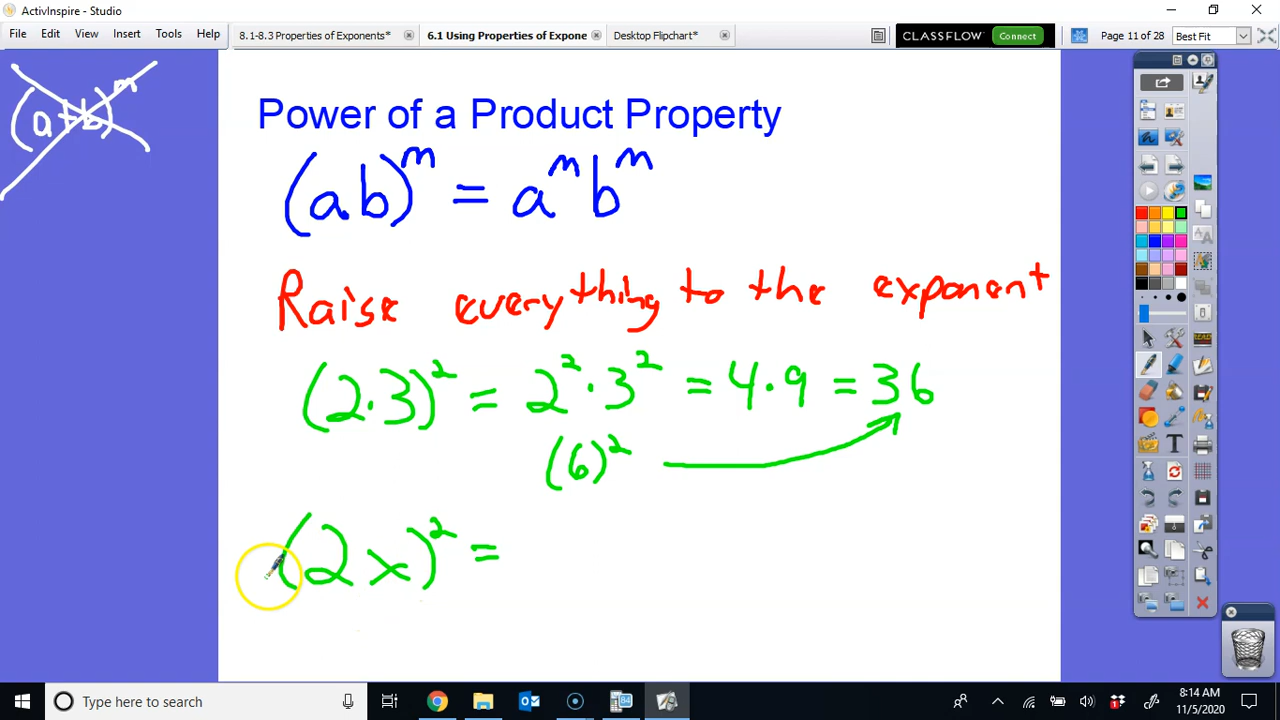 ActivInspire - Studio
File Edit View Insert Tools Help
8.1-8.3 Properties of Exponents* 6.1 Using Properties of Expone Desktop Flipchart* CLASSFLOW Connect Page 11 of 28 Best Fit
(a+b)^m
Power of a Product Property
(ab)^m = a^m b^m
Raise everything to the exponent
(2·3)^2 = 2^2·3^2 = 4·9 = 36
(6)^2
(2x)^2 =
Type here to search
8:14 AM
11/5/2020